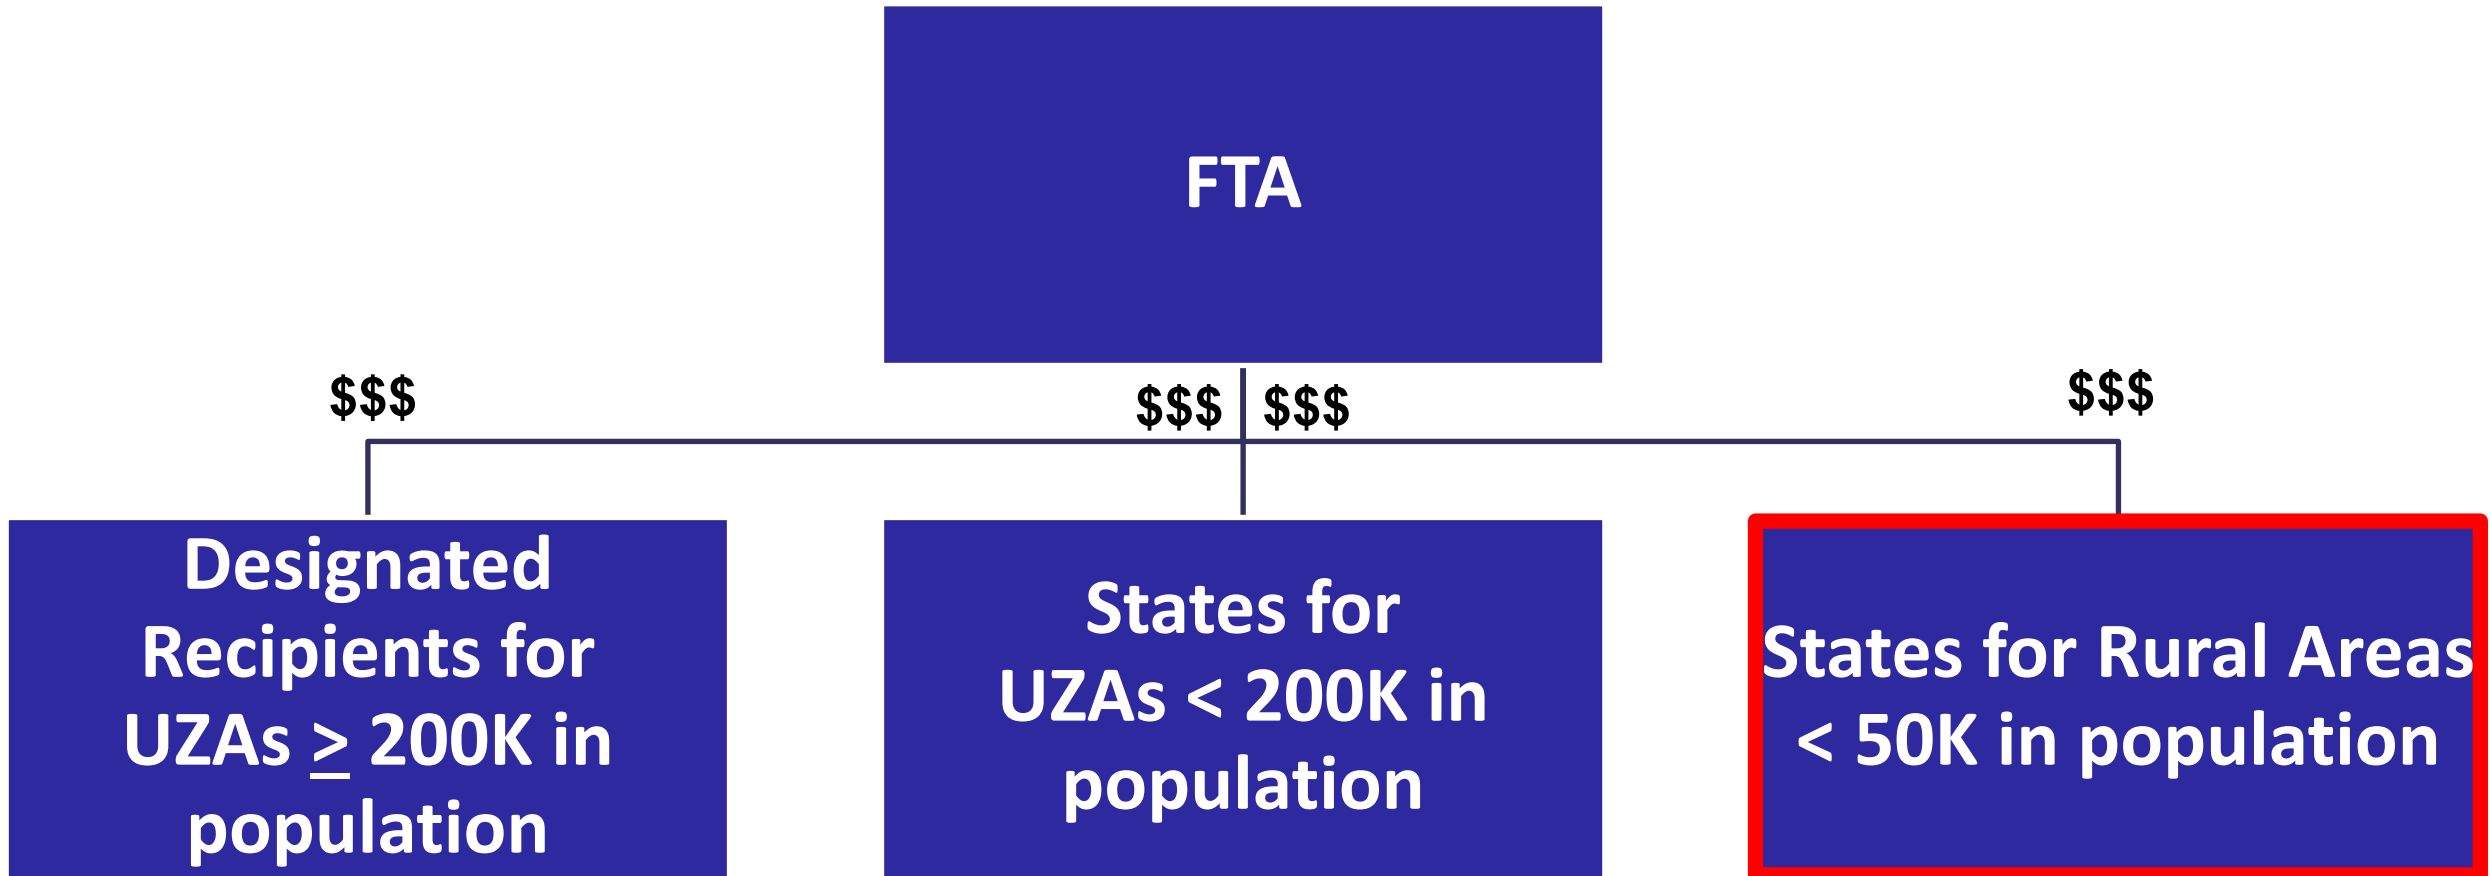 FTA
$$$
$$$ $$$
$$$
Designated
Recipients for
UZAs > 200K in
population
States for
UZAs < 200K in
population
States for Rural Areas
< 50K in population